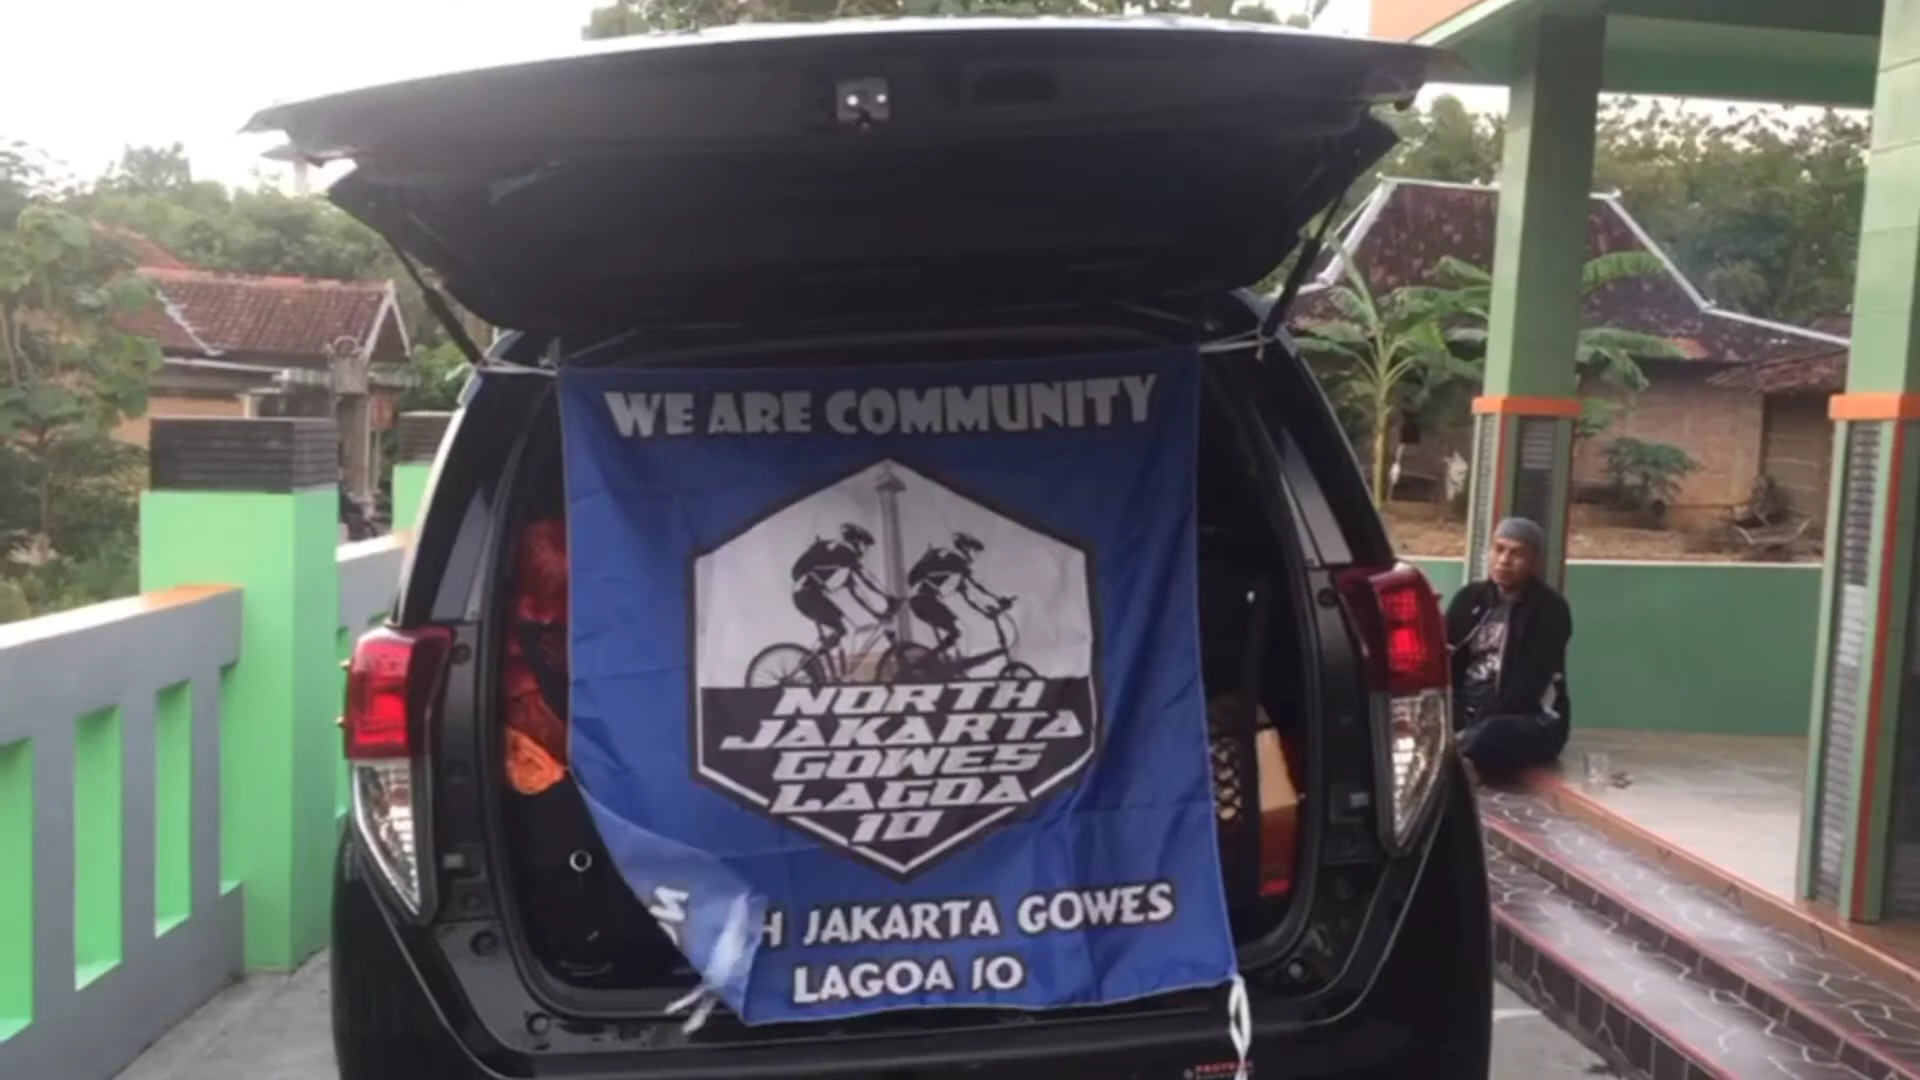 WE ARE COMMUNITY
NORTH
JAKARTA
GOWES
LAGOA
10
JAKARTA GOWES
LAGOA 10